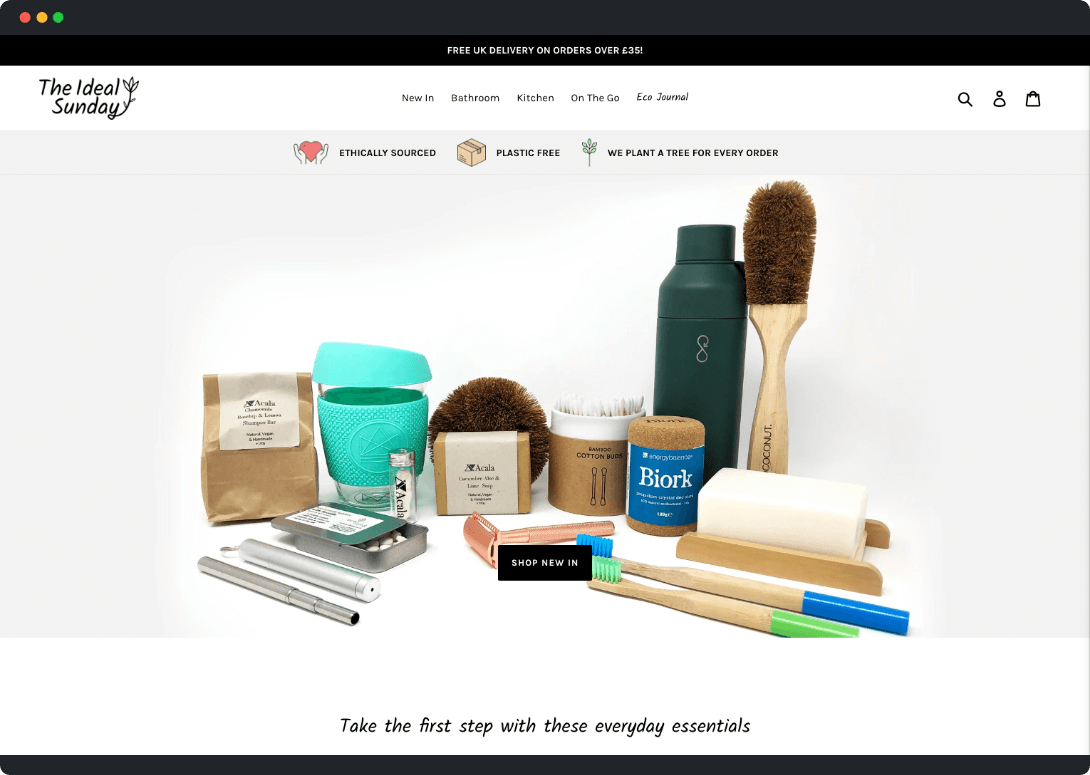 FREE UK DELIVERY ON ORDERS OVER £35!
The Ideal
Sunday
New In
Bathroom
Kitchen
On The Go
Eco Journal
ETHICALLY SOURCED
PLASTIC FREE
WE PLANT A TREE FOR EVERY ORDER
Acala
Chamomile
Rosehip & Lemon
Shampoo Bar
Natural Vegan
& Handmade
Acala
Acala
Cucumber Aloe &
Lime Soap
Natural Vegan
& Handmade
BAMBOO
COTTON BUDS
Biork
COCONUT.
SHOP NEW IN
Take the first step with these everyday essentials